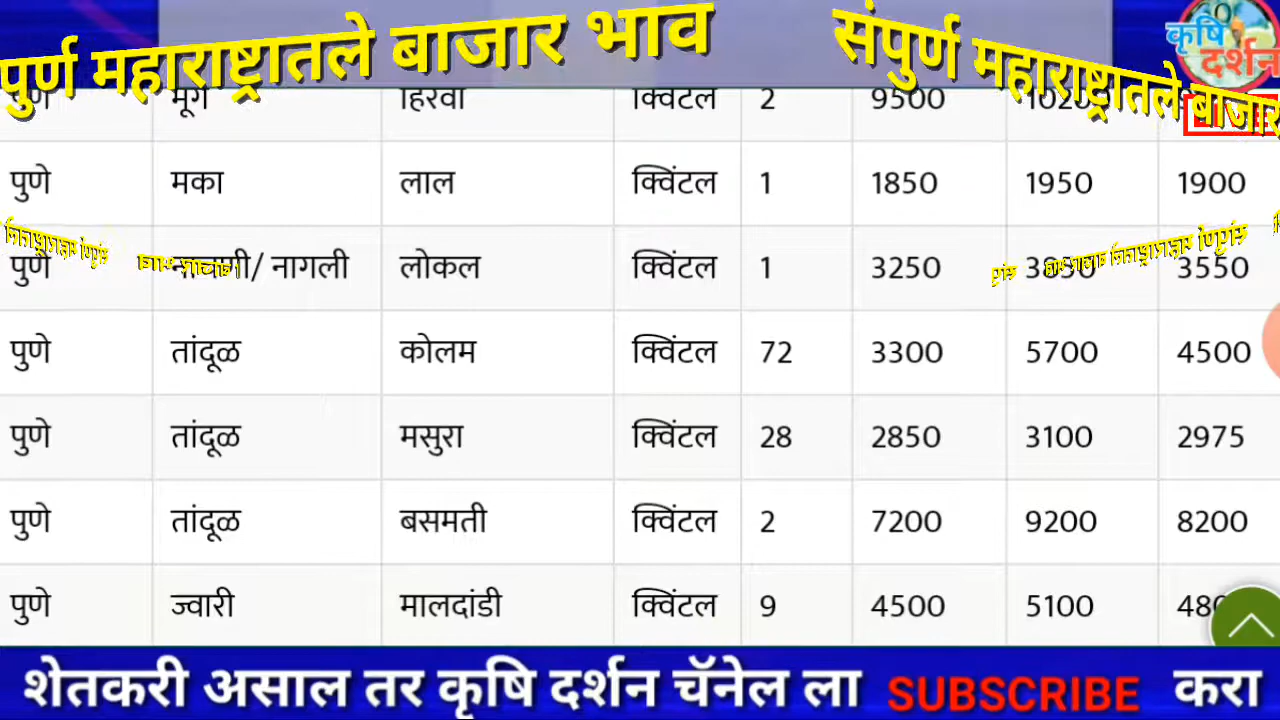 पुर्ण महाराष्ट्रातले बाजार भाव संपुर्ण महाराष्ट्रातले बाजार
कृषि
दर्शन
मूग हिरवा क्विंटल 2 9500
पुणे मका लाल क्विंटल 1 1850 1950 1900
पुणे नागली लोकल क्विंटल 1 3250 3550
पुणे तांदूळ कोलम क्विंटल 72 3300 5700 4500
पुणे तांदूळ मसुरा क्विंटल 28 2850 3100 2975
पुणे तांदूळ बसमती क्विंटल 2 7200 9200 8200
पुणे ज्वारी मालदांडी क्विंटल 9 4500 5100
शेतकरी असाल तर कृषि दर्शन चॅनेल ला SUBSCRIBE करा